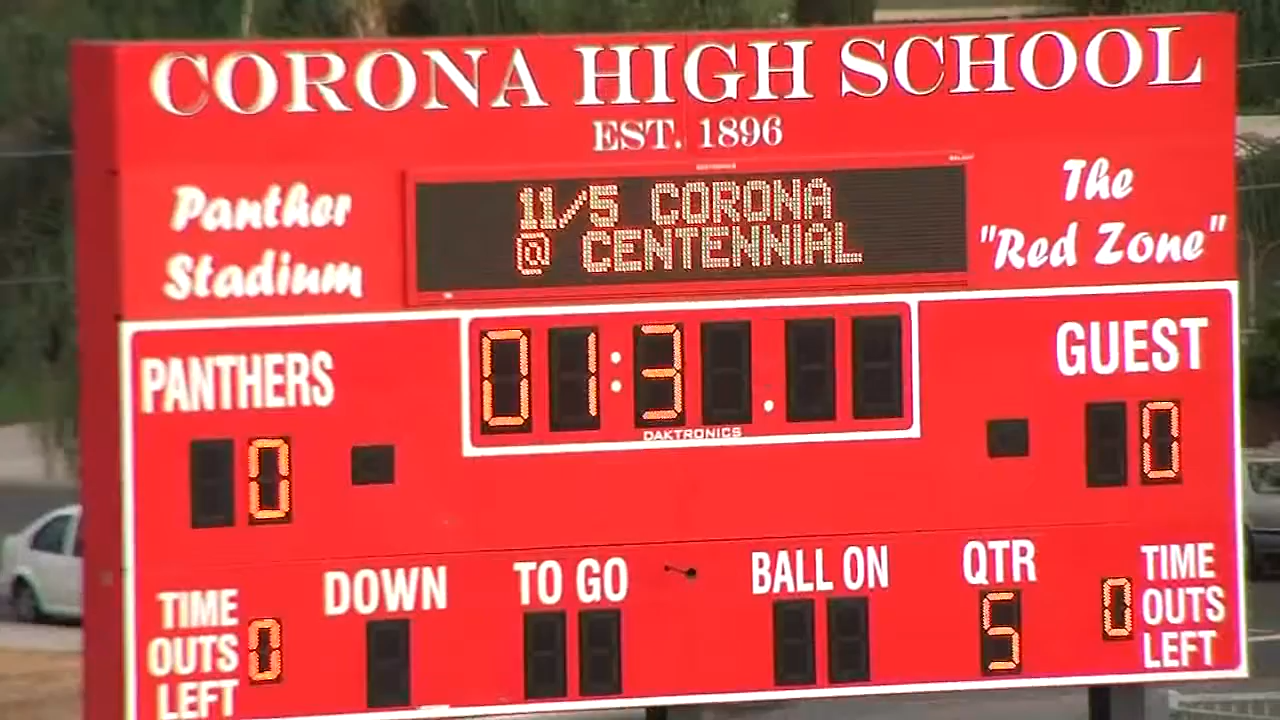 CORONA HIGH SCHOOL
EST. 1896
Panther
Stadium
11/5 CORONA
@ CENTENNIAL
The
"Red Zone"
PANTHERS
01:3 .
GUEST
DAKTRONICS
0
0
DOWN
TO GO
BALL ON
QTR
5
TIME
OUTS
LEFT
0
0
TIME
OUTS
LEFT